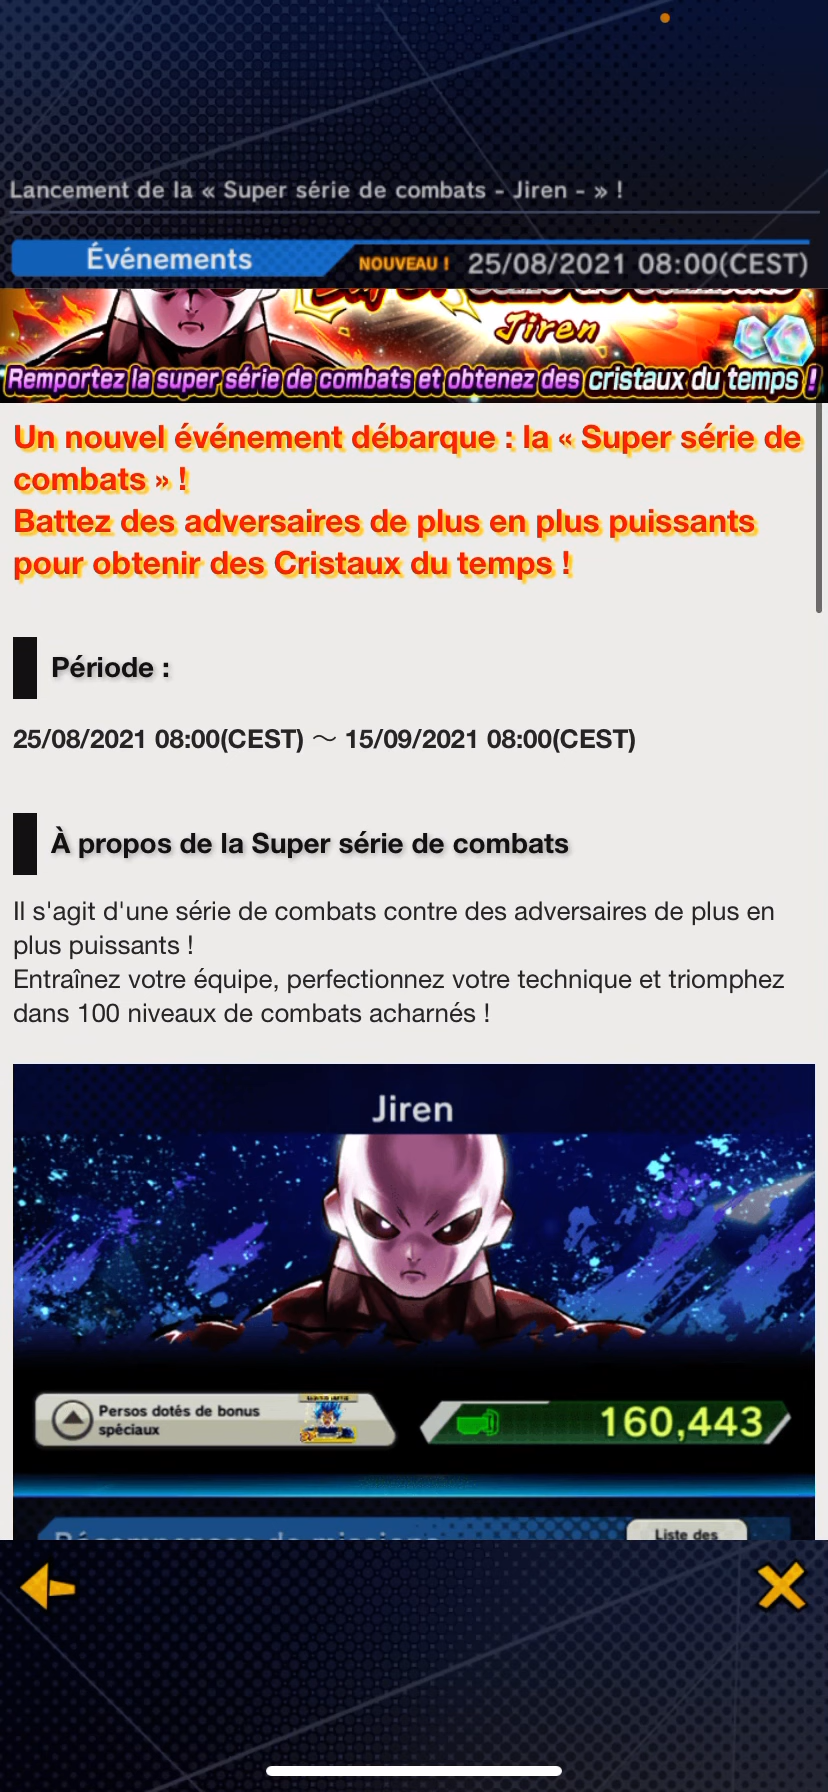 Lancement de la « Super série de combats - Jiren - » !
Événements
NOUVEAU !
25/08/2021 08:00(CEST)
Jiren
Remportez la super série de combats et obtenez des cristaux du temps !
Un nouvel événement débarque : la « Super série de
combats » !
Battez des adversaires de plus en plus puissants
pour obtenir des Cristaux du temps !
Période :
25/08/2021 08:00(CEST) ～ 15/09/2021 08:00(CEST)
À propos de la Super série de combats
Il s'agit d'une série de combats contre des adversaires de plus en
plus puissants !
Entraînez votre équipe, perfectionnez votre technique et triomphez
dans 100 niveaux de combats acharnés !
Jiren
Persos dotés de bonus
spéciaux
160,443
Récompenses de missions
Liste des